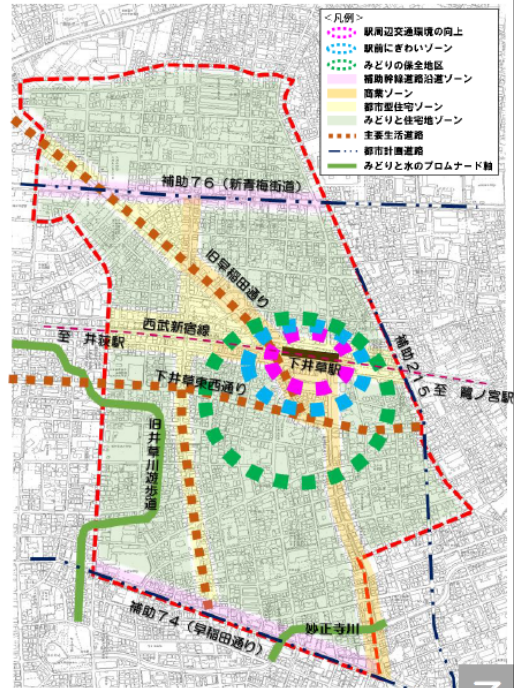 ＜凡例＞
駅周辺交通環境の向上
駅前にぎわいゾーン
みどりの保全地区
補助幹線道路沿道ゾーン
商業ゾーン
都市型住宅ゾーン
みどりと住宅地ゾーン
主要生活道路
都市計画道路
みどりと水のプロムナード軸
補助76（新青梅街道）
旧早稲田通り
西武新宿線
至 井荻駅
下井草駅
補助215
至 鷺ノ宮駅
下井草東西通り
旧井草川遊歩道
妙正寺川
補助74（早稲田通り）